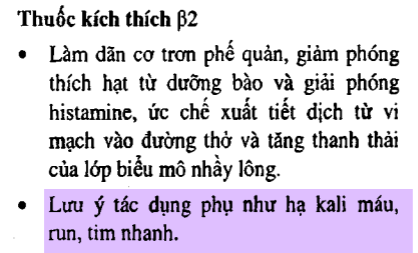 Thuốc kích thích β2
• Làm dãn cơ trơn phế quản, giảm phóng
thích hạt từ dưỡng bào và giải phóng
histamine, ức chế xuất tiết dịch từ vi
mạch vào đường thở và tăng thanh thải
của lớp biểu mô nhầy lông.
• Lưu ý tác dụng phụ như hạ kali máu,
run, tim nhanh.